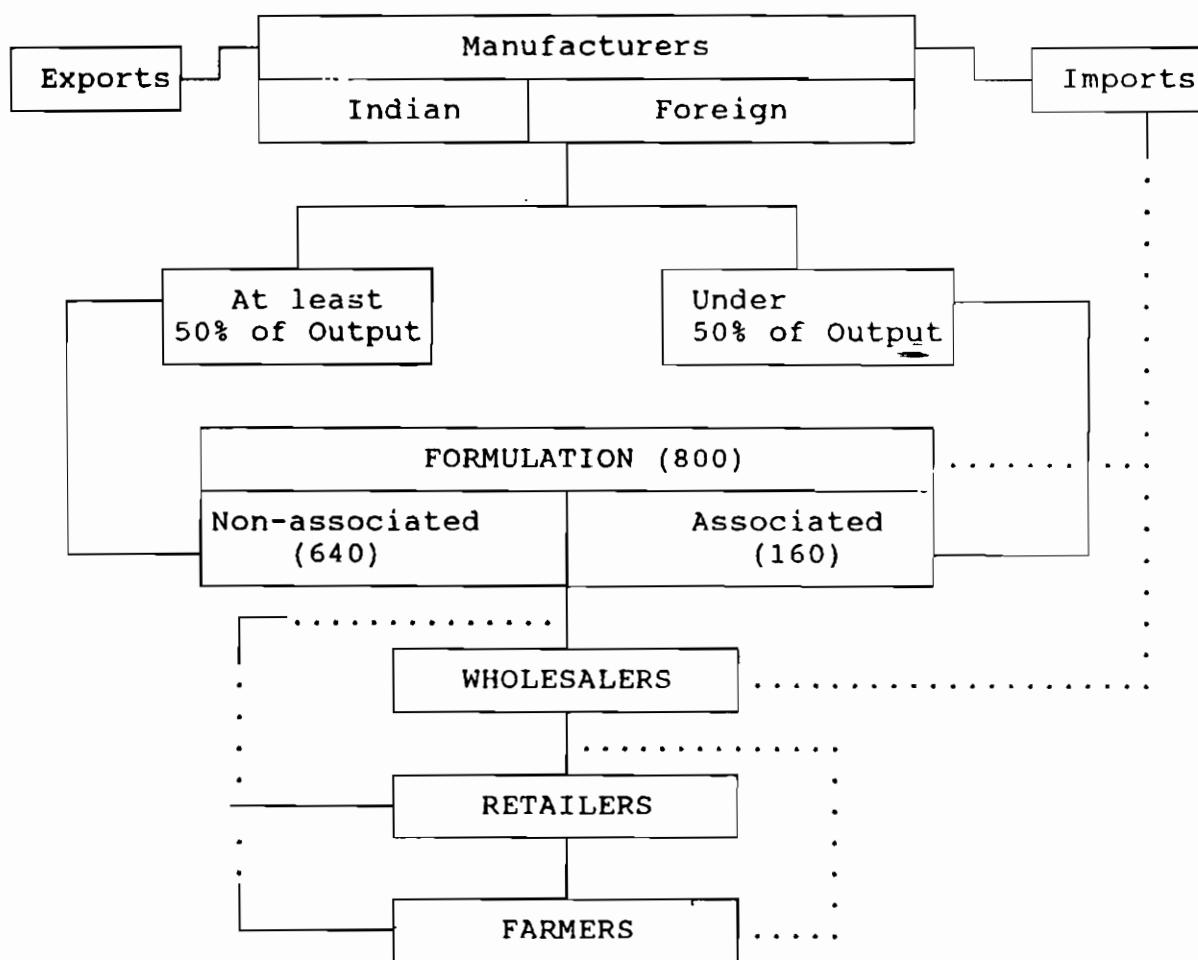 Manufacturers
Exports
Imports
Indian
Foreign
At least
50% of Output
Under
50% of Output
FORMULATION (800)
Non-associated
(640)
Associated
(160)
WHOLESALERS
RETAILERS
FARMERS